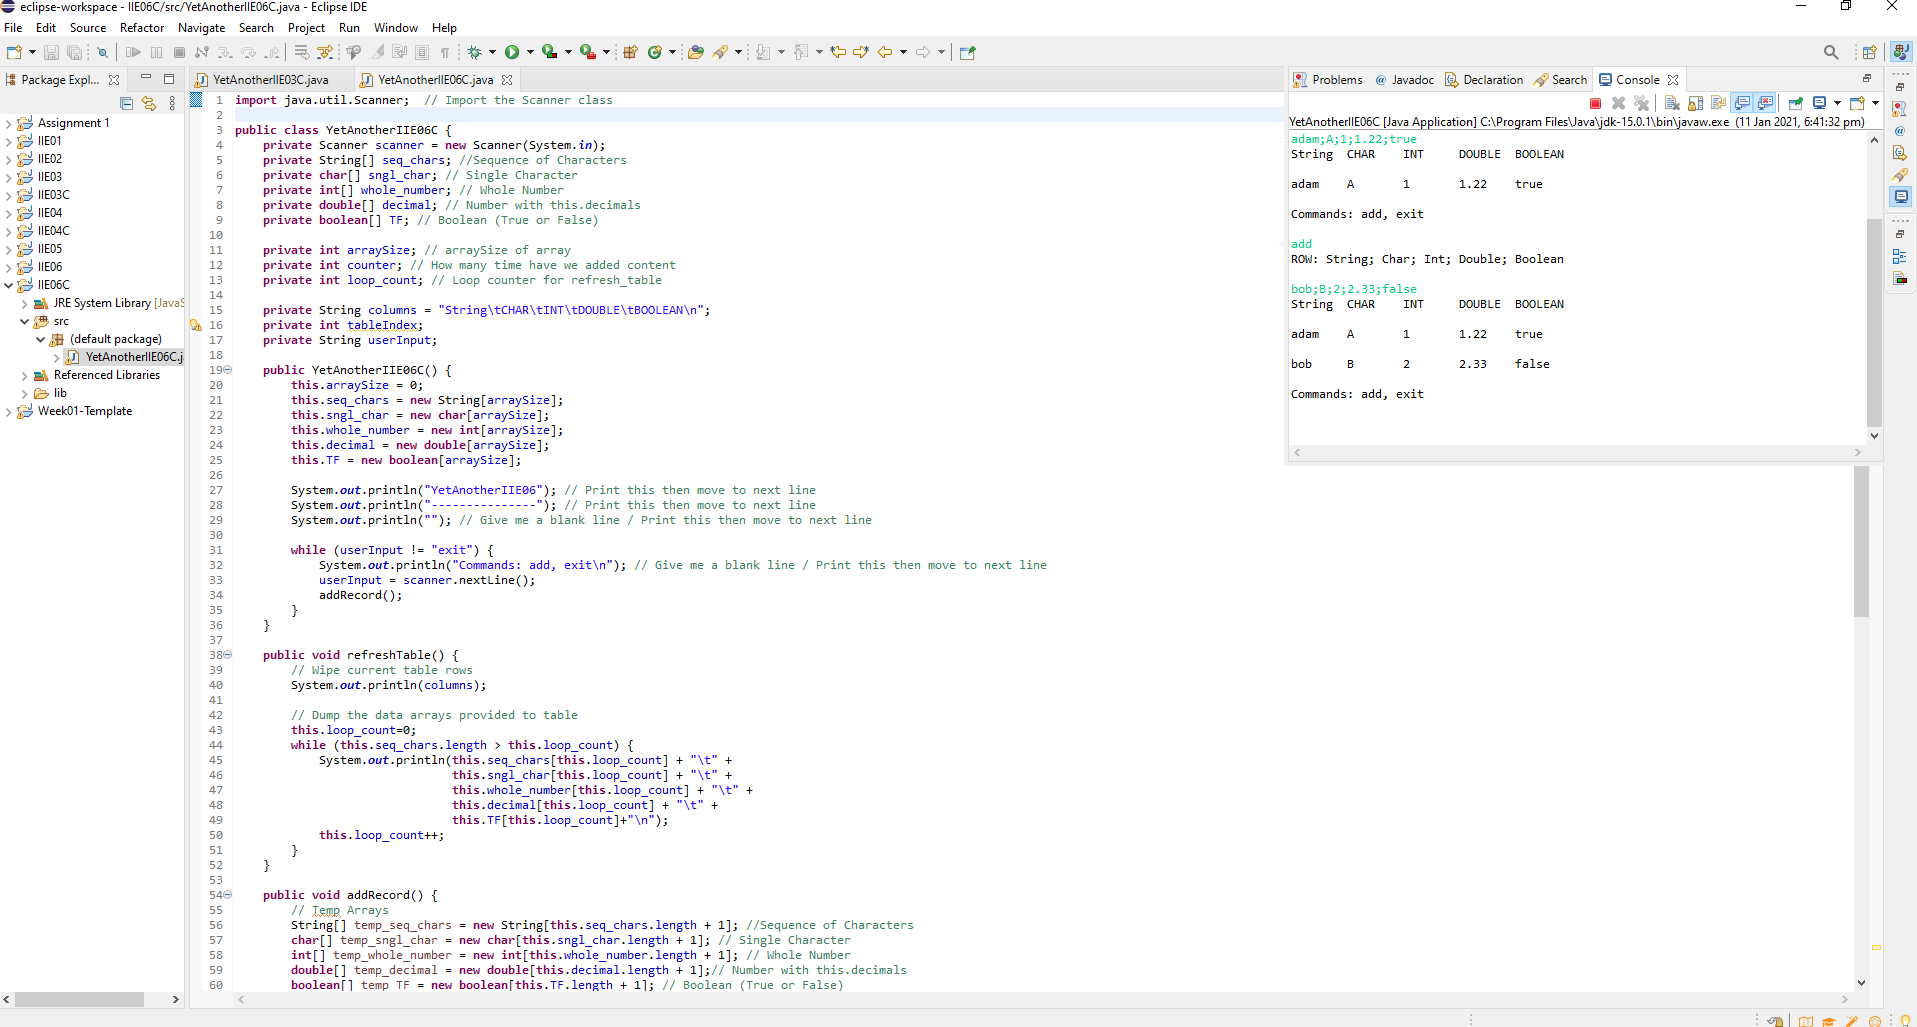 eclipse-workspace - IIE06C/src/YetAnotherIIE06C.java - Eclipse IDE
File Edit Source Refactor Navigate Search Project Run Window Help
Package Expl...
Assignment 1
IIE01
IIE02
IIE03
IIE03C
IIE04
IIE04C
IIE05
IIE06
IIE06C
JRE System Library [JavaS
src
(default package)
YetAnotherIIE06C.j
Referenced Libraries
lib
Week01-Template
YetAnotherIIE03C.java YetAnotherIIE06C.java
1 import java.util.Scanner;  // Import the Scanner class
2
3 public class YetAnotherIIE06C {
4     private Scanner scanner = new Scanner(System.in);
5     private String[] seq_chars; //Sequence of Characters
6     private char[] sngl_char; // Single Character
7     private int[] whole_number; // Whole Number
8     private double[] decimal; // Number with this.decimals
9     private boolean[] TF; // Boolean (True or False)
10
11     private int arraySize; // arraySize of array
12     private int counter; // How many time have we added content
13     private int loop_count; // Loop counter for refresh_table
14
15     private String columns = "String\tCHAR\tINT\tDOUBLE\tBOOLEAN\n";
16     private int tableIndex;
17     private String userInput;
18
19     public YetAnotherIIE06C() {
20         this.arraySize = 0;
21         this.seq_chars = new String[arraySize];
22         this.sngl_char = new char[arraySize];
23         this.whole_number = new int[arraySize];
24         this.decimal = new double[arraySize];
25         this.TF = new boolean[arraySize];
26
27         System.out.println("YetAnotherIIE06"); // Print this then move to next line
28         System.out.println("---------------"); // Print this then move to next line
29         System.out.println(""); // Give me a blank line / Print this then move to next line
30
31         while (userInput != "exit") {
32             System.out.println("Commands: add, exit\n"); // Give me a blank line / Print this then move to next line
33             userInput = scanner.nextLine();
34             addRecord();
35         }
36     }
37
38     public void refreshTable() {
39         // Wipe current table rows
40         System.out.println(columns);
41
42         // Dump the data arrays provided to table
43         this.loop_count=0;
44         while (this.seq_chars.length > this.loop_count) {
45             System.out.println(this.seq_chars[this.loop_count] + "\t" +
46                                this.sngl_char[this.loop_count] + "\t" +
47                                this.whole_number[this.loop_count] + "\t" +
48                                this.decimal[this.loop_count] + "\t" +
49                                this.TF[this.loop_count]+"\n");
50             this.loop_count++;
51         }
52     }
53
54     public void addRecord() {
55         // Temp Arrays
56         String[] temp_seq_chars = new String[this.seq_chars.length + 1]; //Sequence of Characters
57         char[] temp_sngl_char = new char[this.sngl_char.length + 1]; // Single Character
58         int[] temp_whole_number = new int[this.whole_number.length + 1]; // Whole Number
59         double[] temp_decimal = new double[this.decimal.length + 1];// Number with this.decimals
60         boolean[] temp_TF = new boolean[this.TF.length + 1]; // Boolean (True or False)
Problems @ Javadoc Declaration Search Console
YetAnotherIIE06C [Java Application] C:\Program Files\Java\jdk-15.0.1\bin\javaw.exe (11 Jan 2021, 6:41:32 pm)
adam;A;1;1.22;true
String CHAR INT DOUBLE BOOLEAN
adam A 1 1.22 true
Commands: add, exit
add
ROW: String; Char; Int; Double; Boolean
bob;B;2;2.33;false
String CHAR INT DOUBLE BOOLEAN
adam A 1 1.22 true
bob B 2 2.33 false
Commands: add, exit